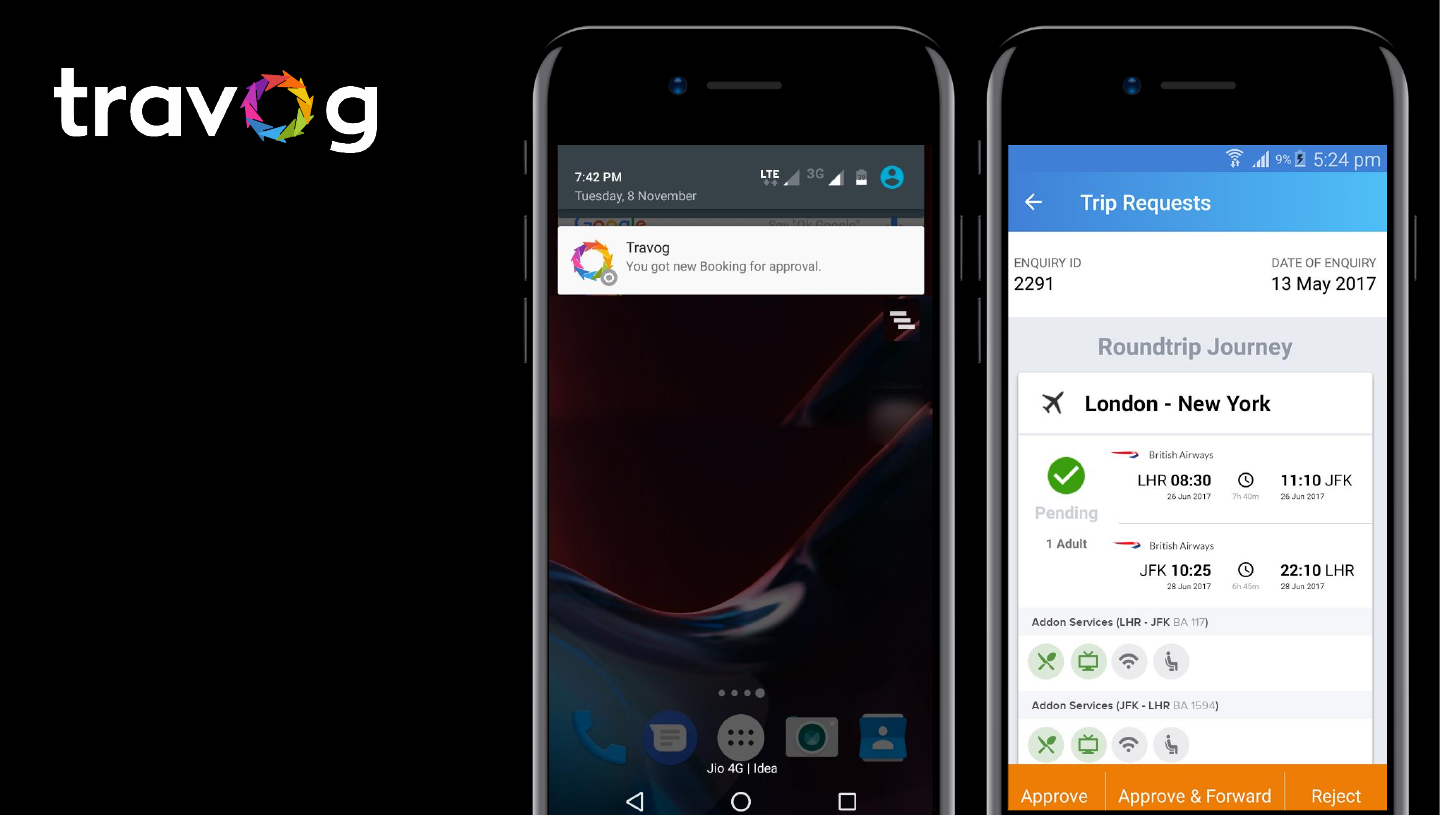 travog
7:42 PM
LTE
3G
Tuesday, 8 November
Google
Say "Ok Google"
Travog
You got new Booking for approval.
Jio 4G | Idea
9%
5:24 pm
Trip Requests
ENQUIRY ID
DATE OF ENQUIRY
2291
13 May 2017
Roundtrip Journey
London - New York
British Airways
LHR 08:30
11:10 JFK
26 Jun 2017
7h 40m
26 Jun 2017
Pending
1 Adult
British Airways
JFK 10:25
22:10 LHR
28 Jun 2017
6h 45m
28 Jun 2017
Addon Services (LHR - JFK BA 117)
Addon Services (JFK - LHR BA 1594)
Approve
Approve & Forward
Reject